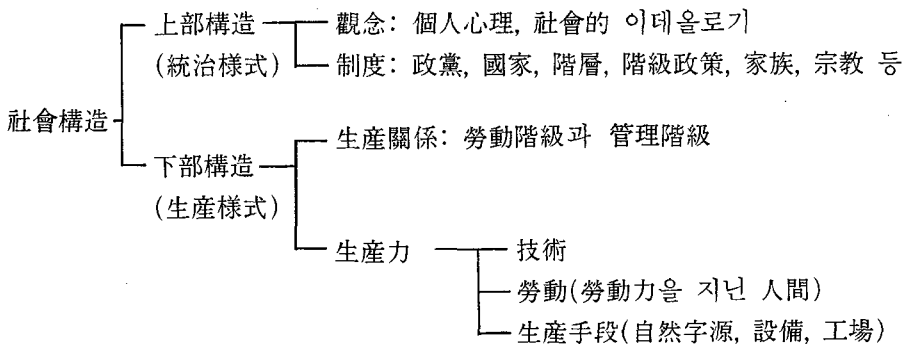 上部構造 觀念: 個人心理, 社會的 이데올로기
(統治樣式) 制度: 政黨, 國家, 階層, 階級政策, 家族, 宗教 등
社會構造
生産關係: 勞動階級과 管理階級
下部構造
(生産樣式)
生産力 技術
勞動(勞動力을 지닌 人間)
生産手段(自然字源, 設備, 工場)